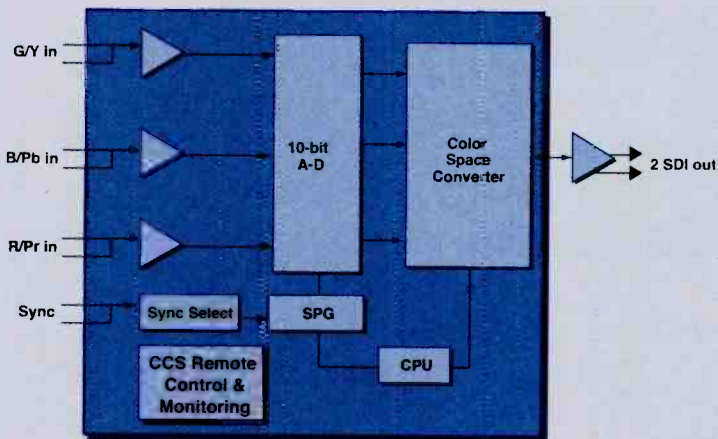 G/Y in
B/Pb in
10-bit
A-D
Color
Space
Converter
2 SDI out
R/Pr in
Sync
Sync Select
SPG
CCS Remote
Control &
Monitoring
CPU